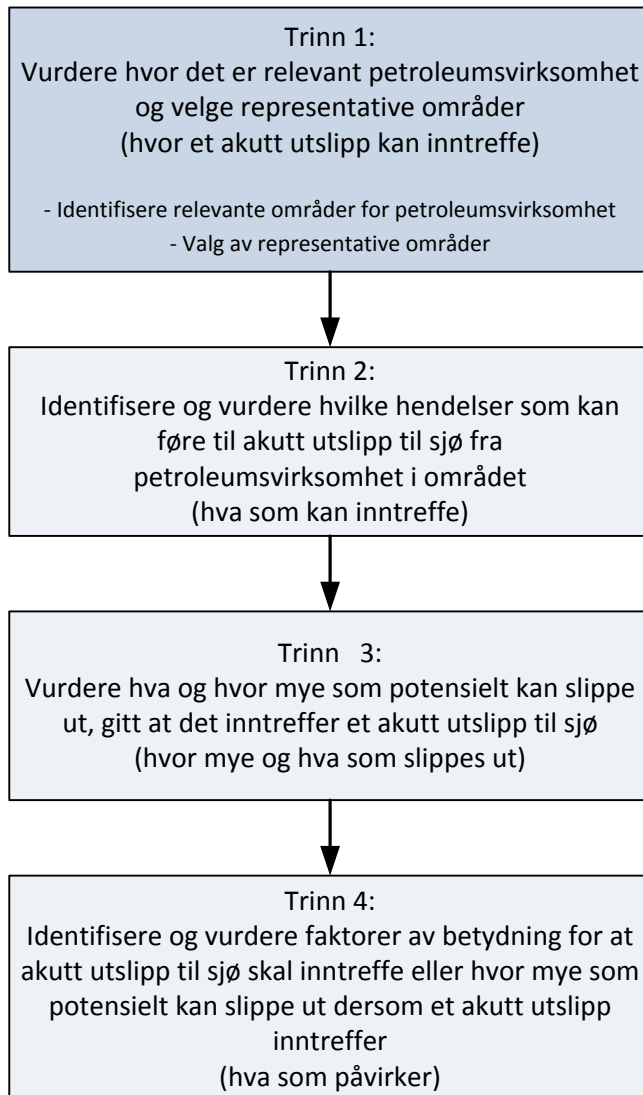 Trinn 1:
Vurdere hvor det er relevant petroleumsvirksomhet
og velge representative områder
(hvor et akutt utslipp kan inntreffe)
- Identifisere relevante områder for petroleumsvirksomhet
- Valg av representative områder
Trinn 2:
Identifisere og vurdere hvilke hendelser som kan
føre til akutt utslipp til sjø fra
petroleumsvirksomhet i området
(hva som kan inntreffe)
Trinn 3:
Vurdere hva og hvor mye som potensielt kan slippe
ut, gitt at det inntreffer et akutt utslipp til sjø
(hvor mye og hva som slippes ut)
Trinn 4:
Identifisere og vurdere faktorer av betydning for at
akutt utslipp til sjø skal inntreffe eller hvor mye som
potensielt kan slippe ut dersom et akutt utslipp
inntreffer
(hva som påvirker)